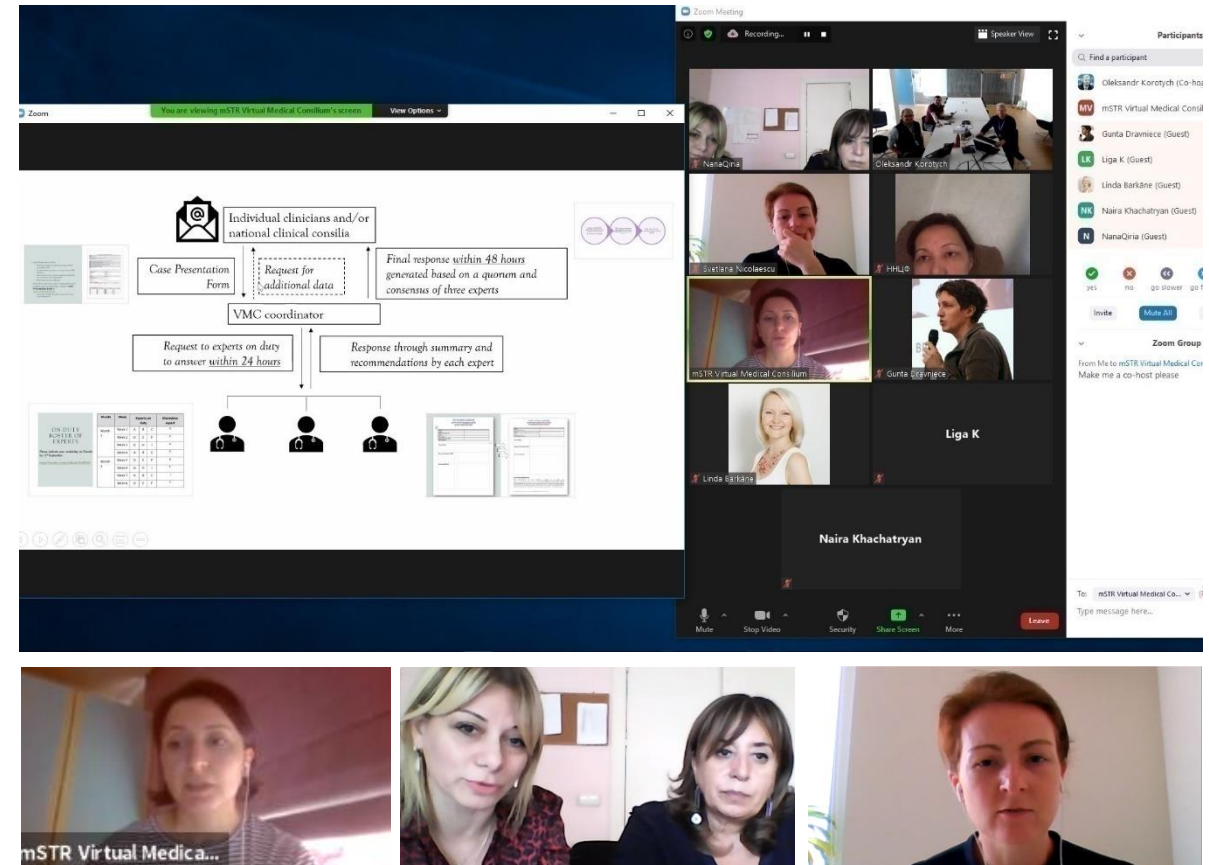 Zoom Meeting
Recording...
Speaker View
Zoom
You are viewing mSTR Virtual Medical Consilium's screen
View Options
Individual clinicians and/or
national clinical consilia
Case Presentation
Form
Request for
additional data
Final response within 48 hours
generated based on a quorum and
consensus of three experts
VMC coordinator
Request to experts on duty
to answer within 24 hours
Response through summary and
recommendations by each expert
ON-DUTY
ROSTER OF
EXPERTS
NanaQiria
Oleksandr Korotych
Svetlana Nicolaescu
ННЦФ
mSTR Virtual Medical Consilium
Gunta Dravniece
Linda Barkāne
Liga K
Naira Khachatryan
Mute
Stop Video
Security
Share Screen
More
Leave
Participants
Find a participant
Oleksandr Korotych (Co-hos
MV
mSTR Virtual Medical Consil
Gunta Dravniece (Guest)
LK
Liga K (Guest)
Linda Barkāne (Guest)
NK
Naira Khachatryan (Guest)
N
NanaQiria (Guest)
yes
no
go slower
go f
Invite
Mute All
Zoom Group
From Me to mSTR Virtual Medical Con
Make me a co-host please
To:
mSTR Virtual Medical Co...
Type message here...
mSTR Virtual Medica...